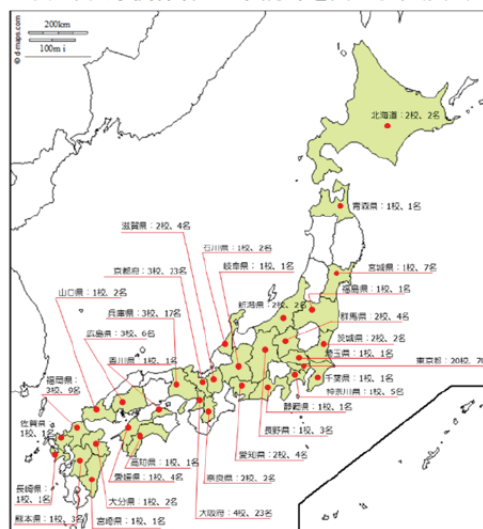 200km
100mi
© d-maps.com
北海道：2校、2名
青森県：1校、1名
滋賀県：2校、4名
石川県：1校、2名
京都府：3校、23名
岐阜県：1校、1名
宮城県：1校、7名
福島県：1校、1名
山口県：1校、2名
新潟県：2校、2名
群馬県：2校、4名
兵庫県：3校、17名
茨城県：2校、2名
広島県：3校、6名
埼玉県：1校、1名
香川県：1校、1名
東京都：20校、70
福岡県：
3校、9名
千葉県：1校、1名
神奈川県：1校、5名
佐賀県：
1校、1名
静岡県：1校、1名
長野県：1校、3名
高知県：1校、1名
愛知県：2校、4名
愛媛県：1校、4名
奈良県：2校、2名
長崎県：
1校、1名
大分県：1校、2名
大阪府：4校、23名
熊本県：1校、3名
宮崎県：1校、1名